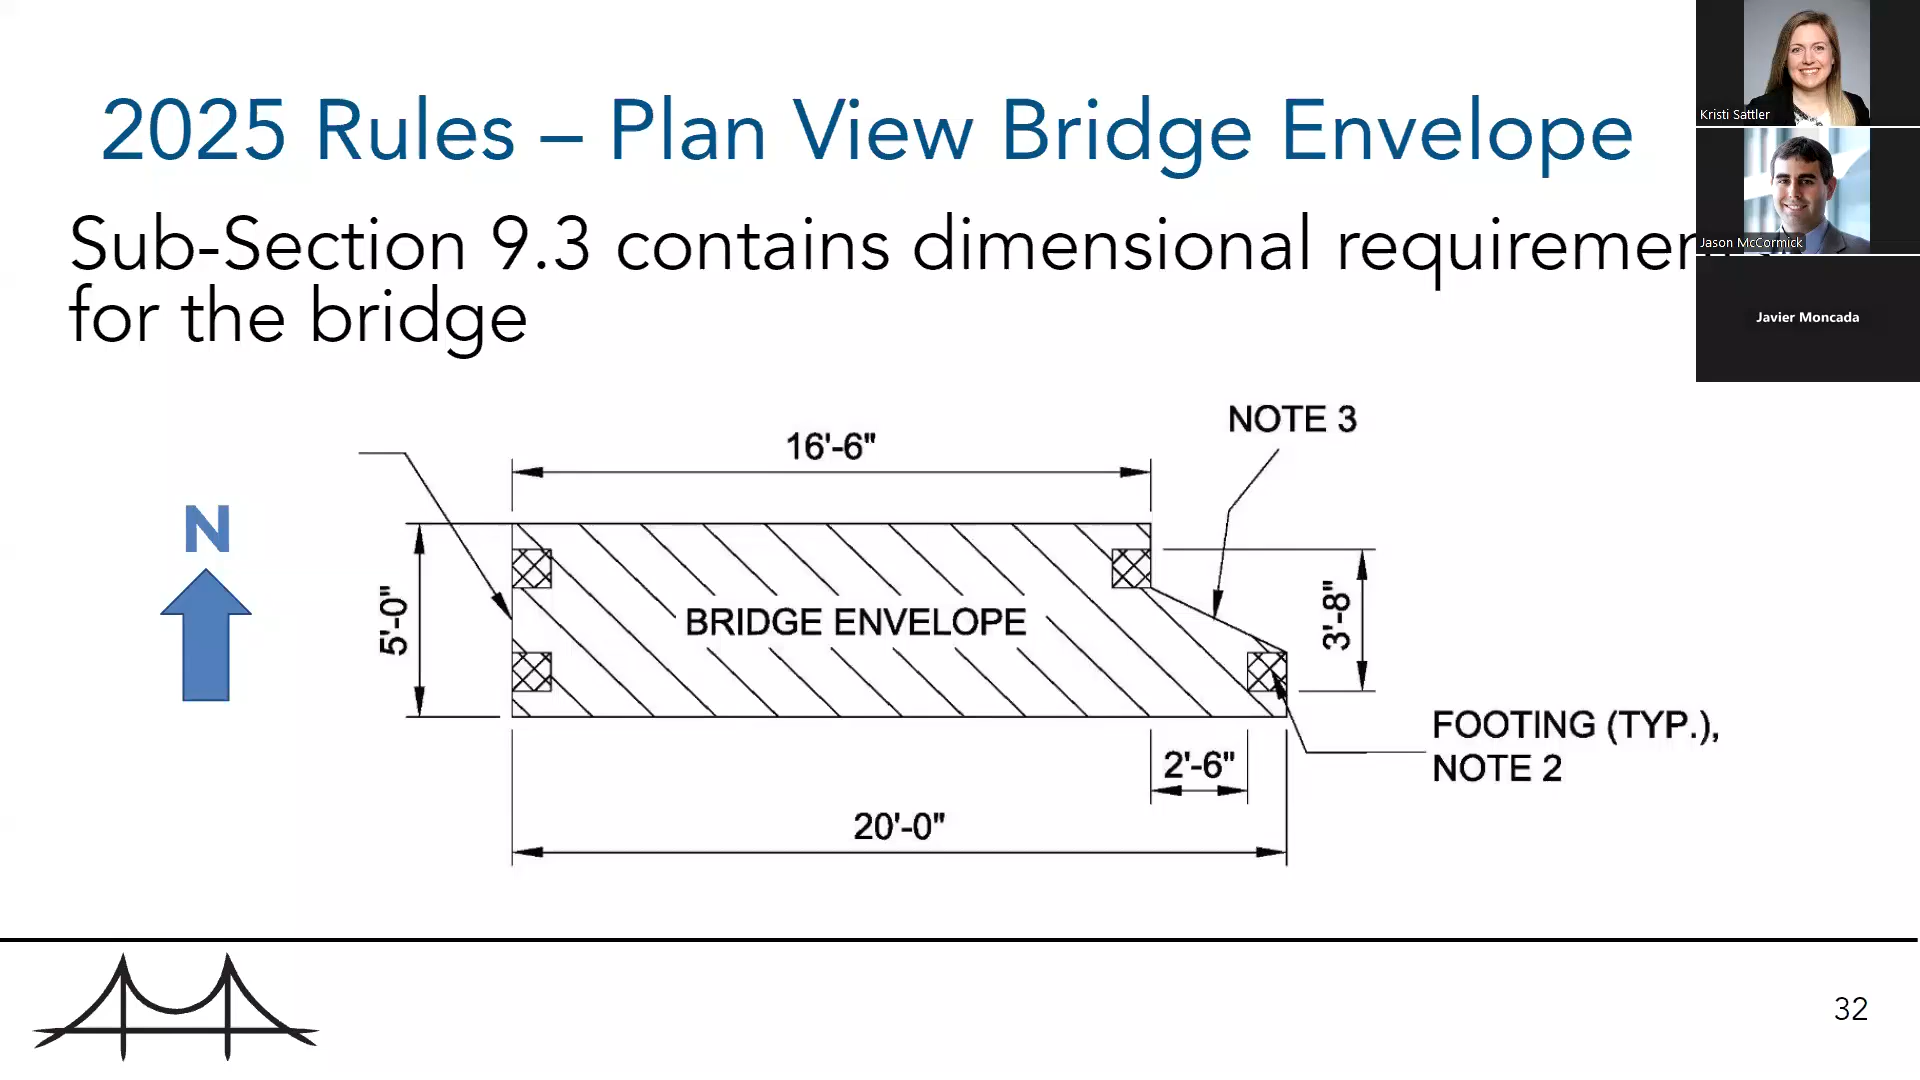 2025 Rules – Plan View Bridge Envelope
Sub-Section 9.3 contains dimensional
for the bridge
NOTE 3
16'-6"
N
5'-0"
BRIDGE ENVELOPE
3'-8"
FOOTING (TYP.),
NOTE 2
2'-6"
20'-0"
32
Kristi Sattler
Jason McCormick
Javier Moncada